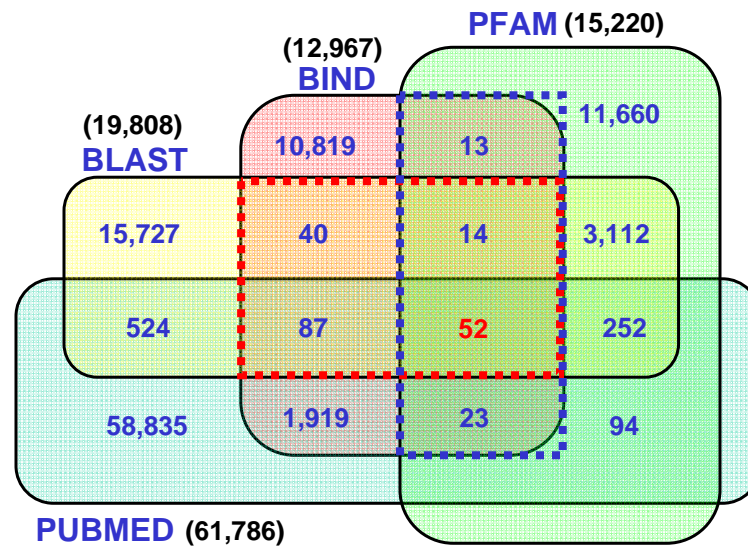 PFAM (15,220)
(12,967)
BIND
11,660
(19,808)
BLAST
10,819 13
15,727 40 14 3,112
524 87 52 252
58,835 1,919 23 94
PUBMED (61,786)